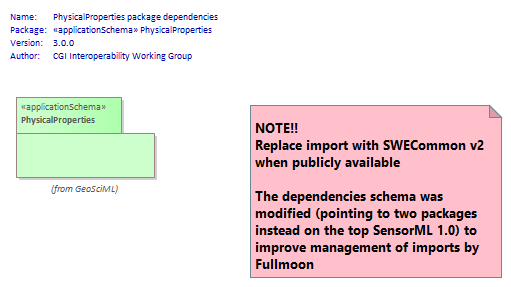 Name: PhysicalProperties package dependencies
Package: «applicationSchema» PhysicalProperties
Version: 3.0.0
Author: CGI Interoperability Working Group
«applicationSchema»
PhysicalProperties
(from GeoSciML)
NOTE!!
Replace import with SWECommon v2
when publicly available
The dependencies schema was
modified (pointing to two packages
instead on the top SensorML 1.0) to
improve management of imports by
Fullmoon